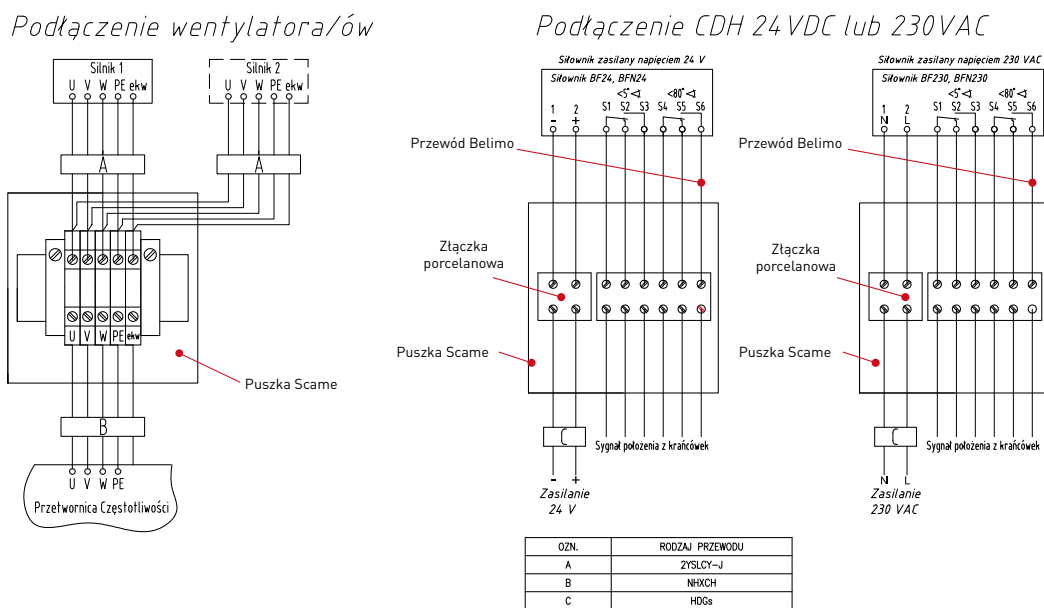 Podłączenie wentylatora/ów
Silnik 1
U V W PE ekw
Silnik 2
U V W PE ekw
A
A
U V W PE ekw
Puszka Scame
B
U V W PE
Przetwornica Częstotliwości
Podłączenie CDH 24VDC lub 230VAC
Siłownik zasilany napięciem 24 V
Siłownik BF24, BFN24
<5° <80°
1 2 S1 S2 S3 S4 S5 S6
- +
Przewód Belimo
Złączka
porcelanowa
Puszka Scame
C
Sygnał położenia z krańcówek
- +
Zasilanie
24 V
Siłownik zasilany napięciem 230 VAC
Siłownik BF230, BFN230
<5° <80°
1 2 S1 S2 S3 S4 S5 S6
N L
Przewód Belimo
Złączka
porcelanowa
Puszka Scame
C
Sygnał położenia z krańcówek
N L
Zasilanie
230 VAC
OZN. RODZAJ PRZEWODU
A 2YSLCY-J
B NHXCH
C HDGs